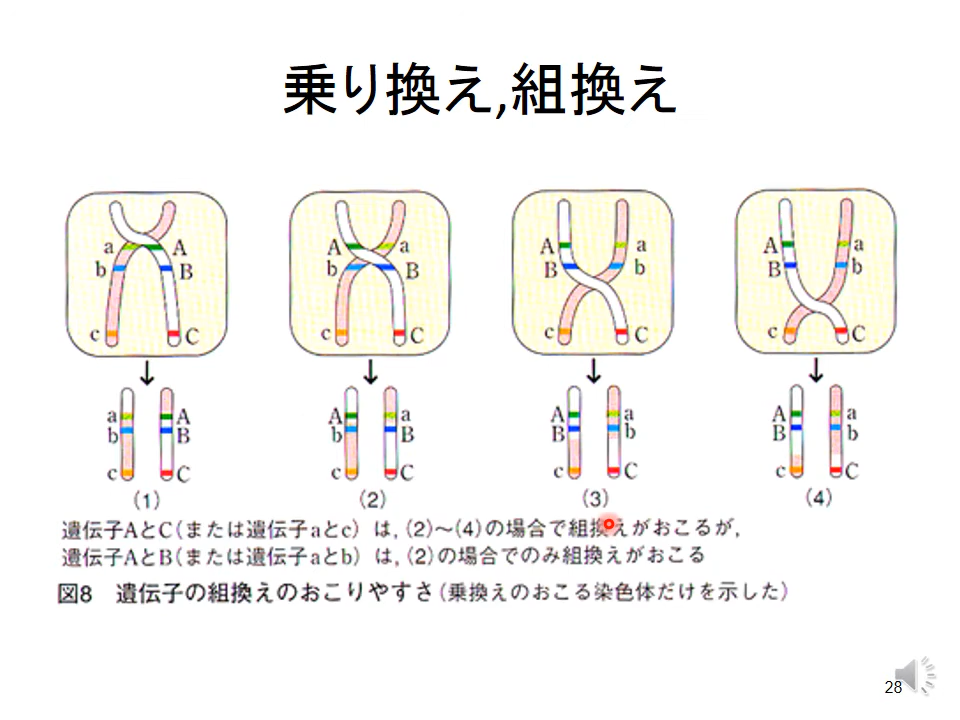 乗り換え,組換え
a A
b B
c C
A a
b B
c C
A a
B b
c C
A a
B b
c C
a A
b B
c C
A a
b B
c C
A a
B b
c C
A a
B b
c C
(1) (2) (3) (4)
遺伝子AとC(または遺伝子aとc) は, (2)～(4)の場合で組換えがおこるが,
遺伝子AとB(または遺伝子aとb) は, (2)の場合でのみ組換えがおこる
図8 遺伝子の組換えのおこりやすさ(乗換えのおこる染色体だけを示した)
28